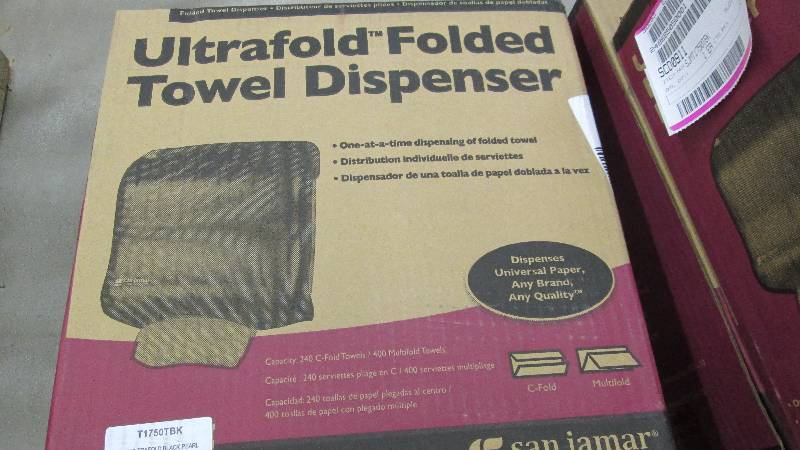 Folded Towel Dispenser • Distributeur de serviettes pliées • Dispensador de toallas de papel dobladas
Ultrafold™ Folded
Towel Dispenser
• One-at-a-time dispensing of folded towel
• Distribution individuelle de serviettes
• Dispensador de una toalla de papel doblada a la vez
Dispenses
Universal Paper,
Any Brand,
Any Quality™
Capacity: 240 C-Fold Towels / 400 Multifold Towels
Capacité : 240 serviettes pliage en C / 400 serviettes multipliage
Capacidad: 240 toallas de papel plegadas al centro /
400 toallas de papel con plegado múltiple
C-Fold
Multifold
T1750TBK
BLACK PEARL
san jamar®
SC00911